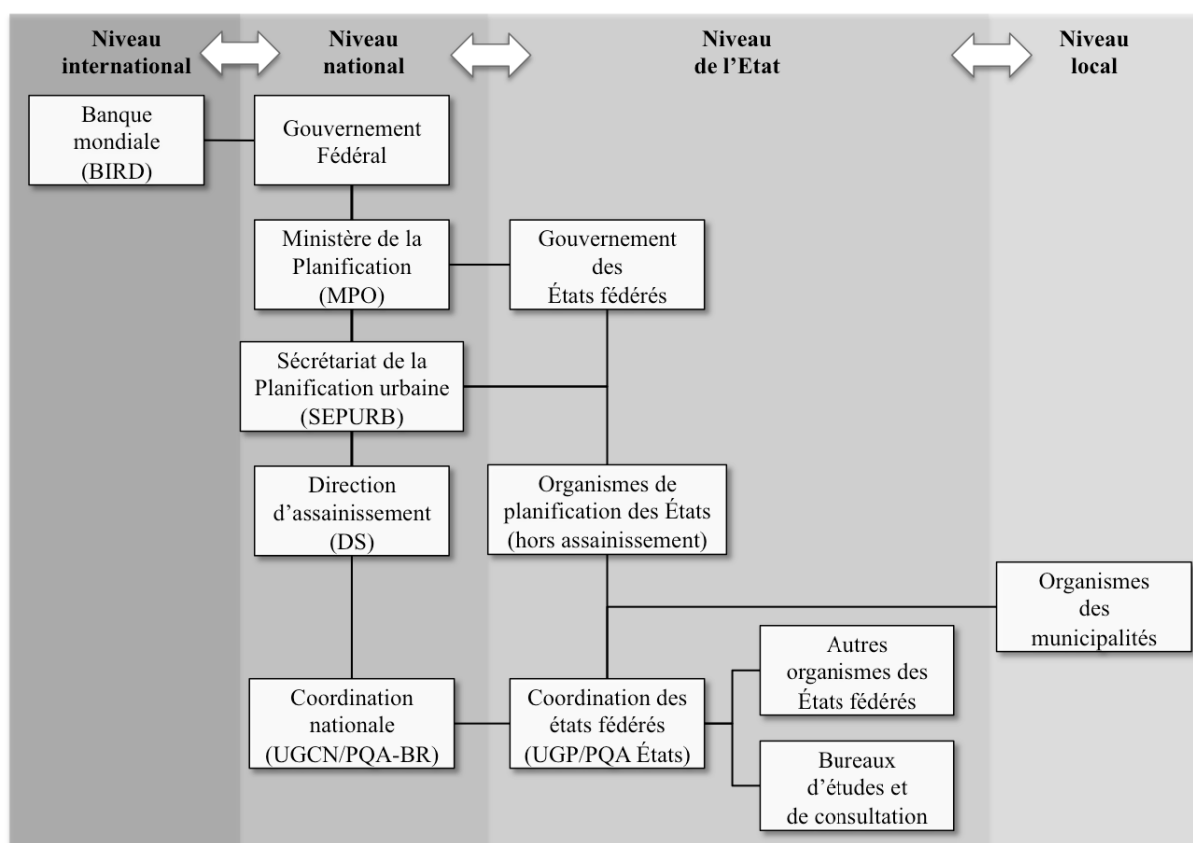 Niveau
international
Niveau
national
Niveau
de l’Etat
Niveau
local
Banque
mondiale
(BIRD)
Gouvernement
Fédéral
Ministère de la
Planification
(MPO)
Gouvernement
des
États fédérés
Sécrétariat de la
Planification urbaine
(SEPURB)
Direction
d’assainissement
(DS)
Organismes de
planification des États
(hors assainissement)
Organismes
des
municipalités
Autres
organismes des
États fédérés
Coordination
nationale
(UGCN/PQA-BR)
Coordination des
états fédérés
(UGP/PQA États)
Bureaux
d’études et
de consultation